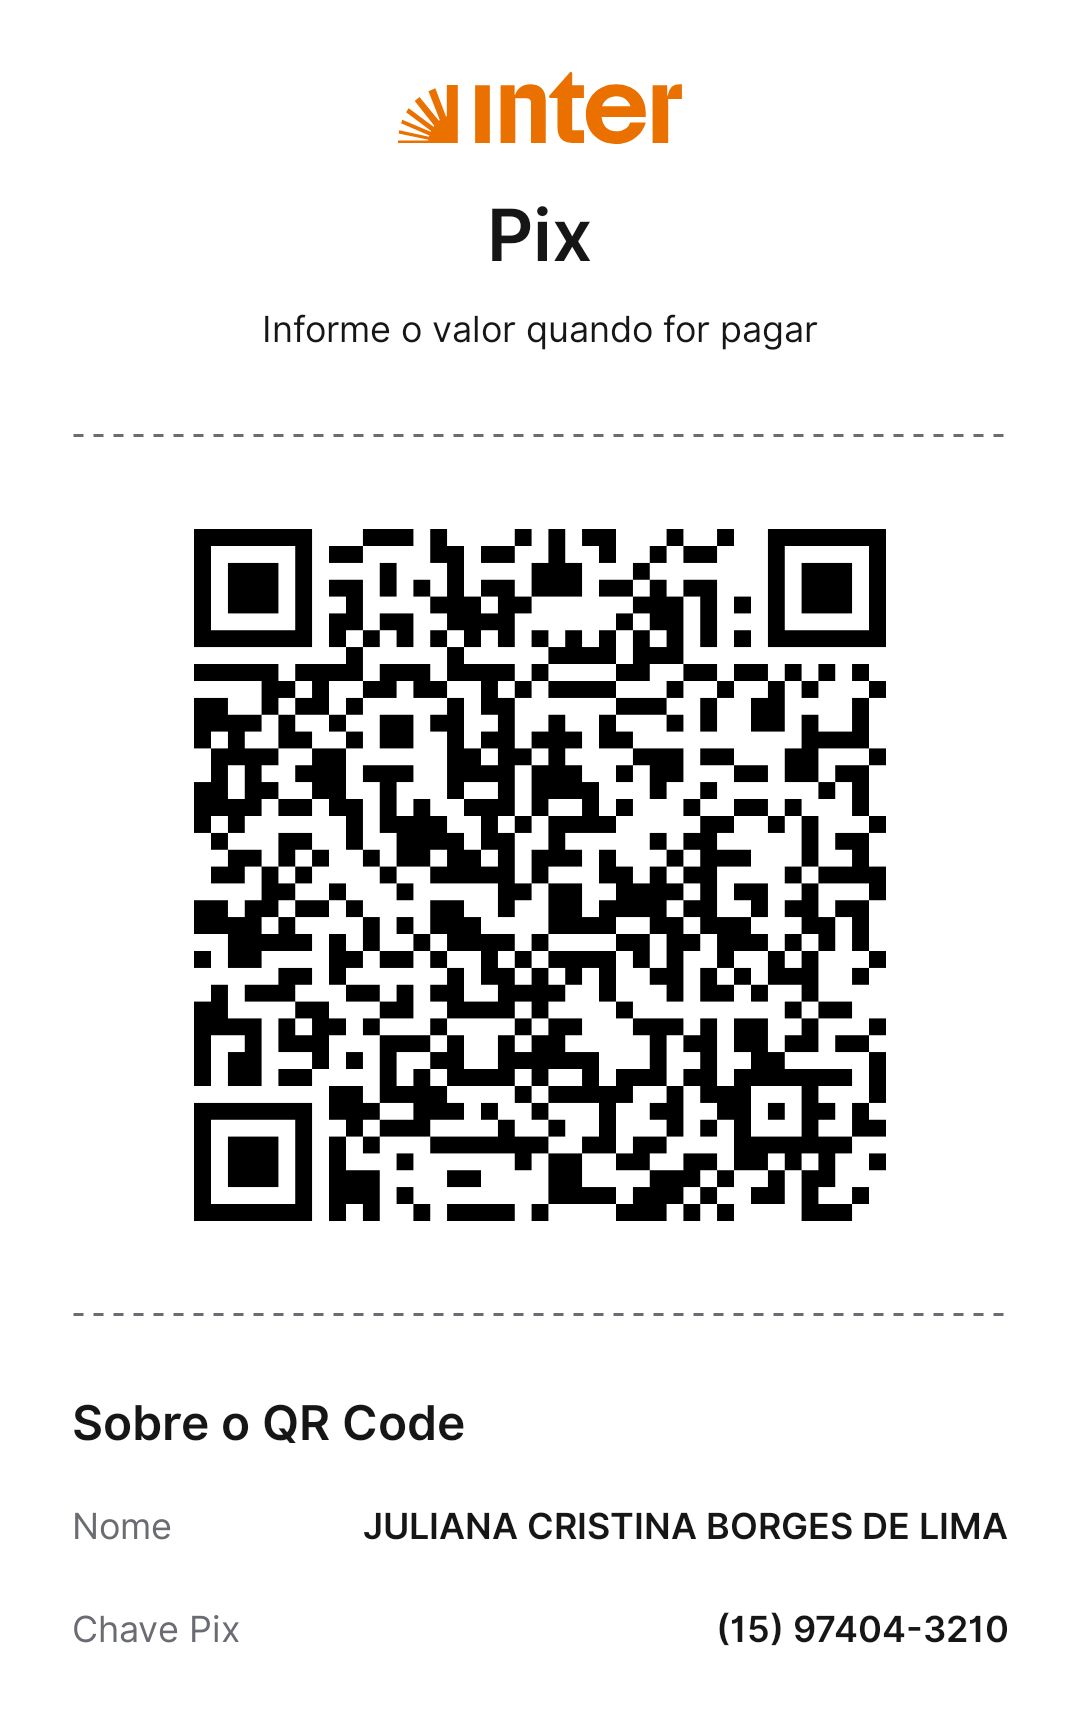 inter
Pix
Informe o valor quando for pagar
Sobre o QR Code
Nome JULIANA CRISTINA BORGES DE LIMA
Chave Pix (15) 97404-3210